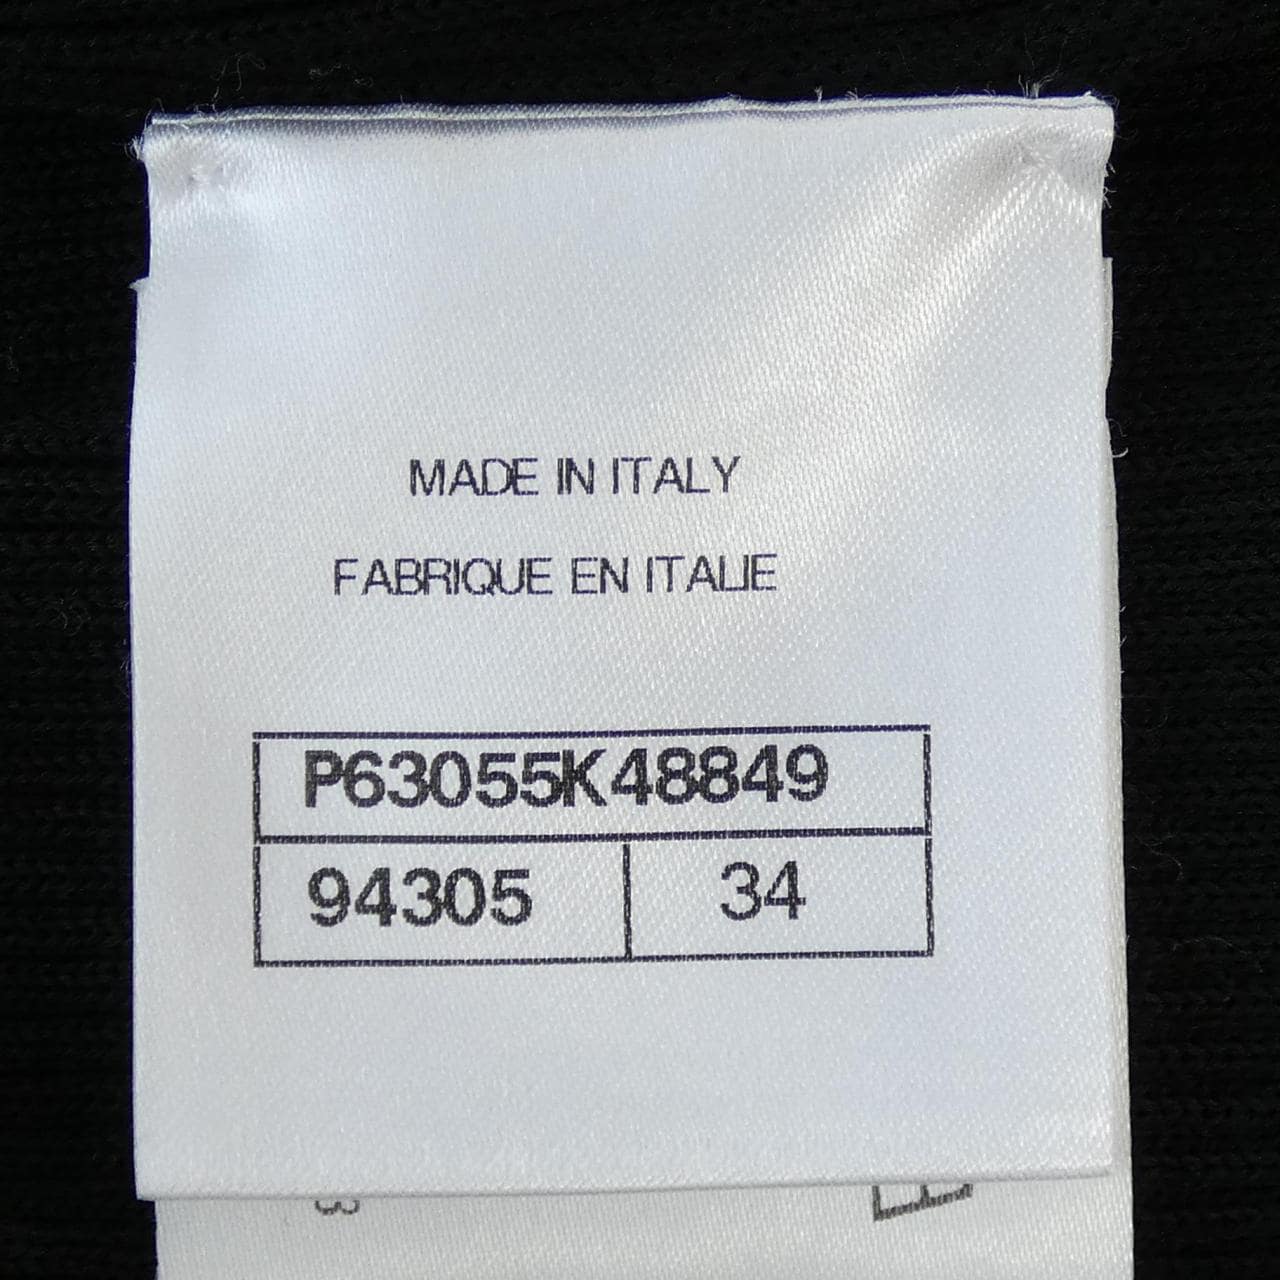 MADE IN ITALY
FABRIQUE EN ITALIE
P63055K48849
94305 34